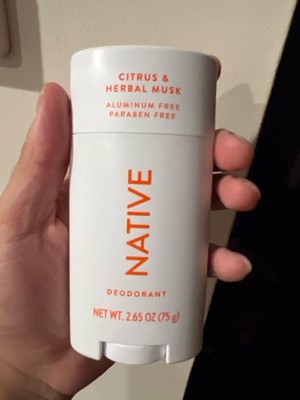 CITRUS &
HERBAL MUSK
ALUMINUM FREE
PARABEN FREE
NATIVE
DEODORANT
NET WT. 2.65 OZ (75 g)